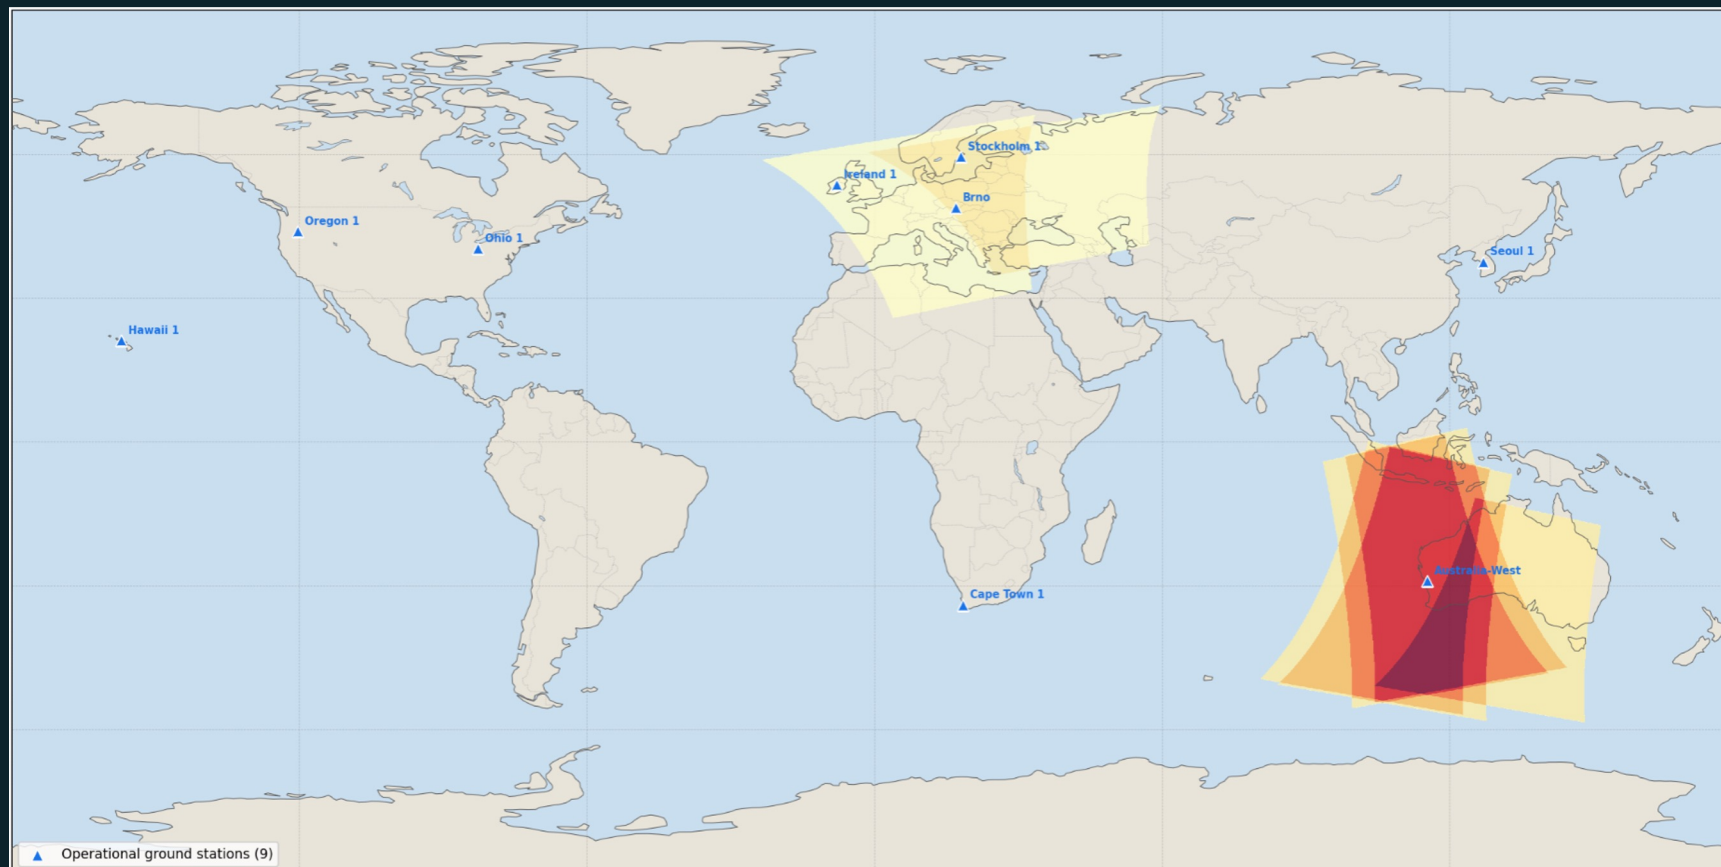 Stockholm 1
Ireland 1
Brno
Oregon 1
Ohio 1
Seoul 1
Hawaii 1
Australia-West
Cape Town 1
Operational ground stations (9)